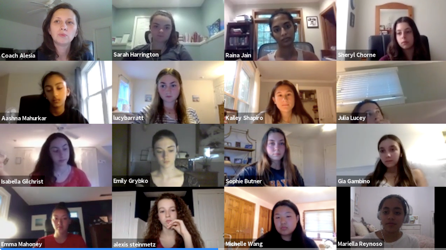 Coach Alesia
Sarah Harrington
Raina Jain
Sheryl Chorne
Aashna Mahurkar
lucybarratt
Kailey Shapiro
Julia Lucey
Isabella Gilchrist
Emily Grybko
Sophie Butner
Gia Gambino
Emma Mahoney
alexis steinmetz
Michelle Wang
Mariella Reynoso